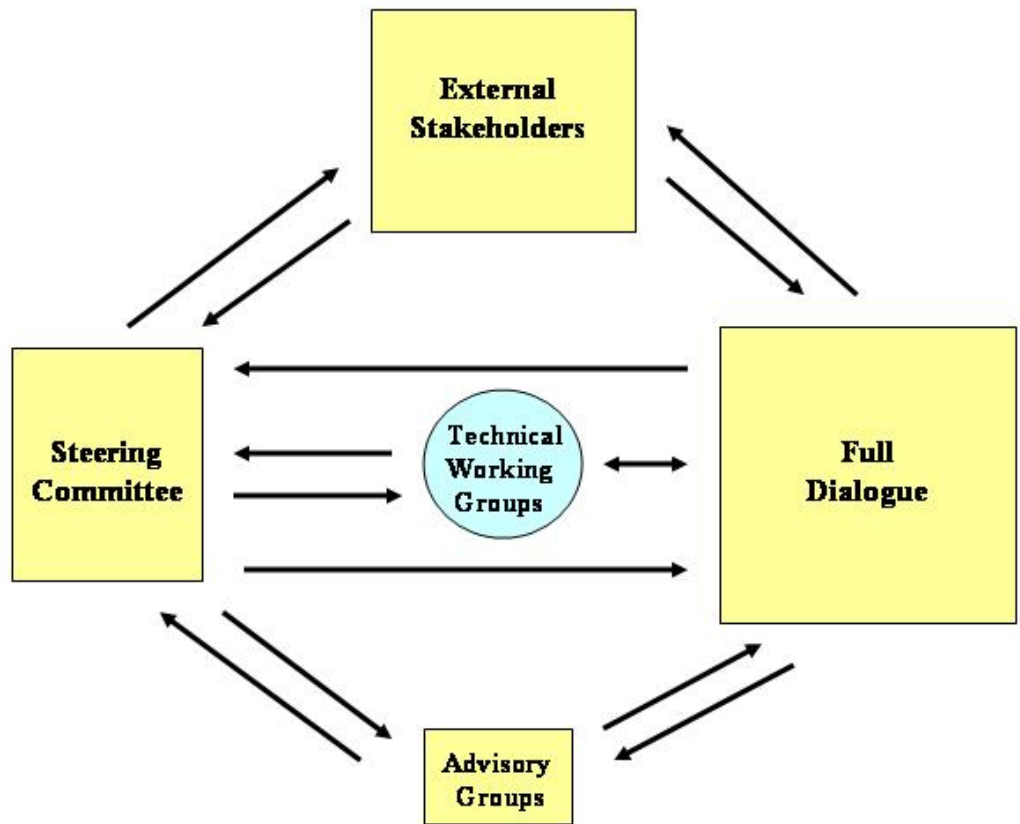 External
Stakeholders
Steering
Committee
Technical
Working
Groups
Full
Dialogue
Advisory
Groups